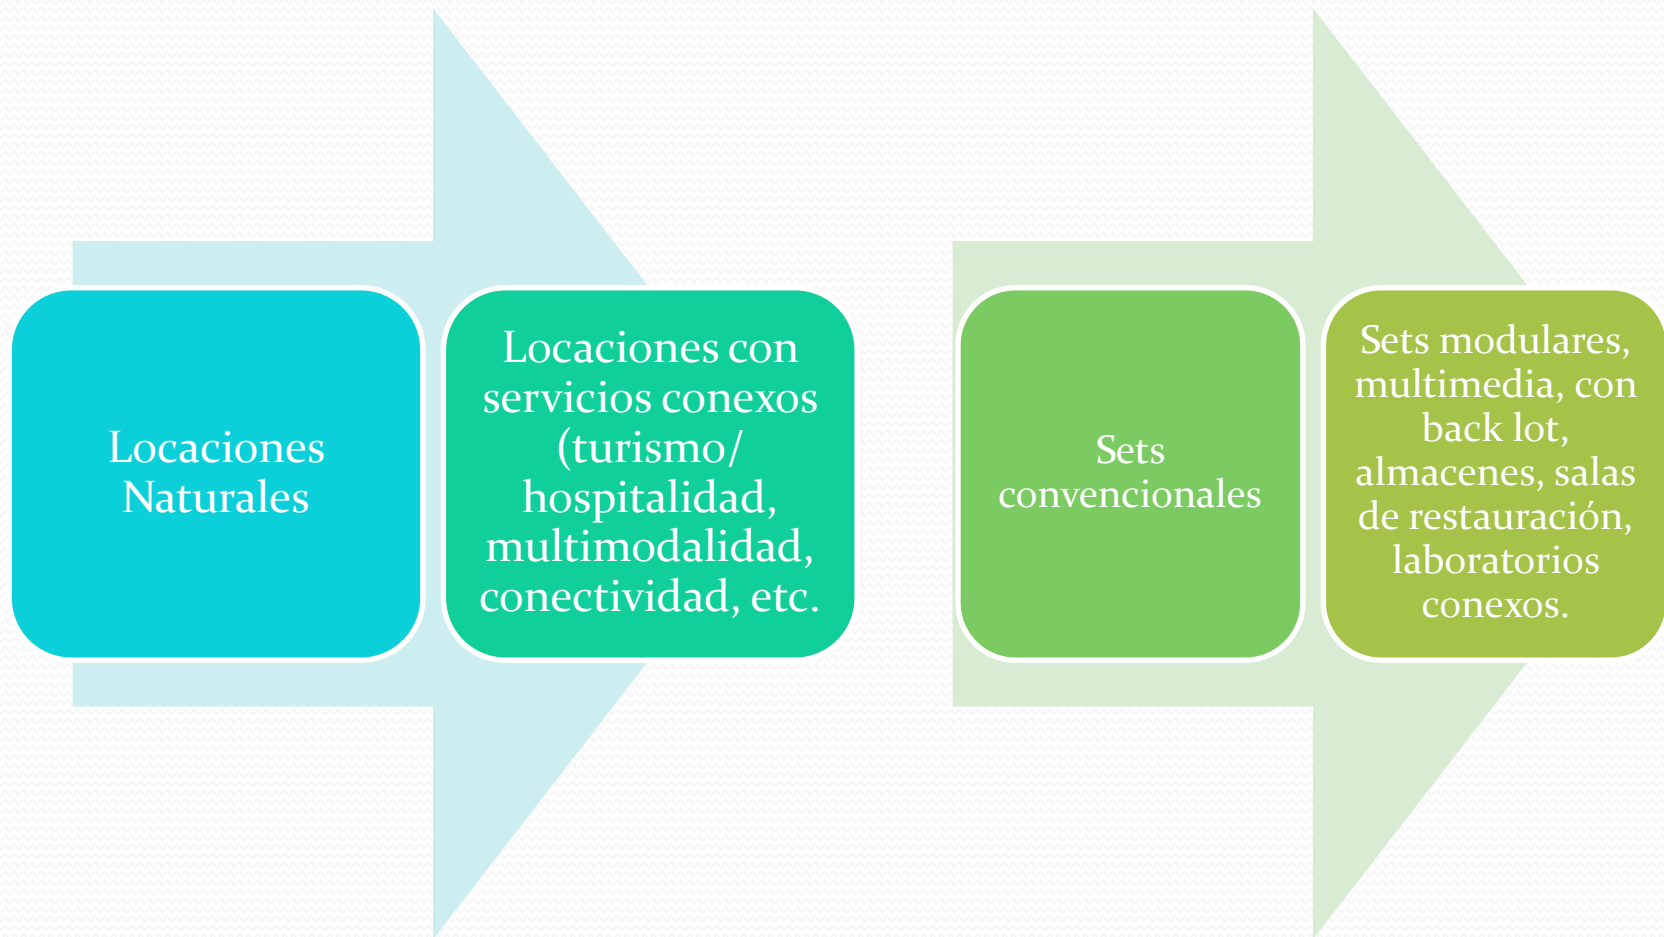 Locaciones
Naturales
Locaciones con
servicios conexos
(turismo/
hospitalidad,
multimodalidad,
conectividad, etc.
Sets
convencionales
Sets modulares,
multimedia, con
back lot,
almacenes, salas
de restauración,
laboratorios
conexos.